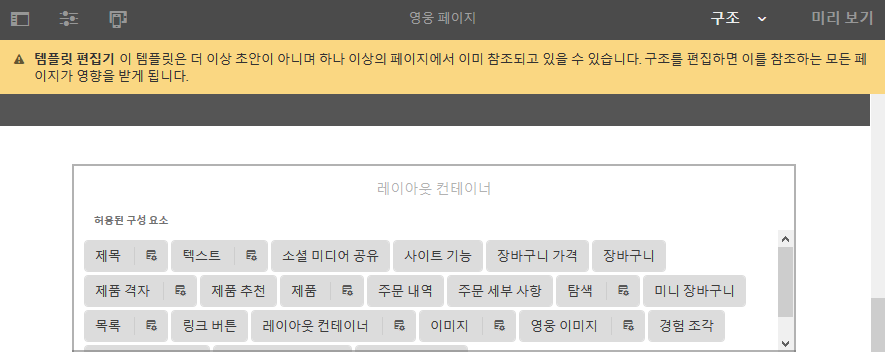 영웅 페이지 구조 미리 보기
템플릿 편집기 이 템플릿은 더 이상 초안이 아니며 하나 이상의 페이지에서 이미 참조되고 있을 수 있습니다. 구조를 편집하면 이를 참조하는 모든 페
이지가 영향을 받게 됩니다.
레이아웃 컨테이너
허용된 구성 요소
제목 텍스트 소셜 미디어 공유 사이트 기능 장바구니 가격 장바구니
제품 격자 제품 추천 제품 주문 내역 주문 세부 사항 탐색 미니 장바구니
목록 링크 버튼 레이아웃 컨테이너 이미지 영웅 이미지 경험 조각